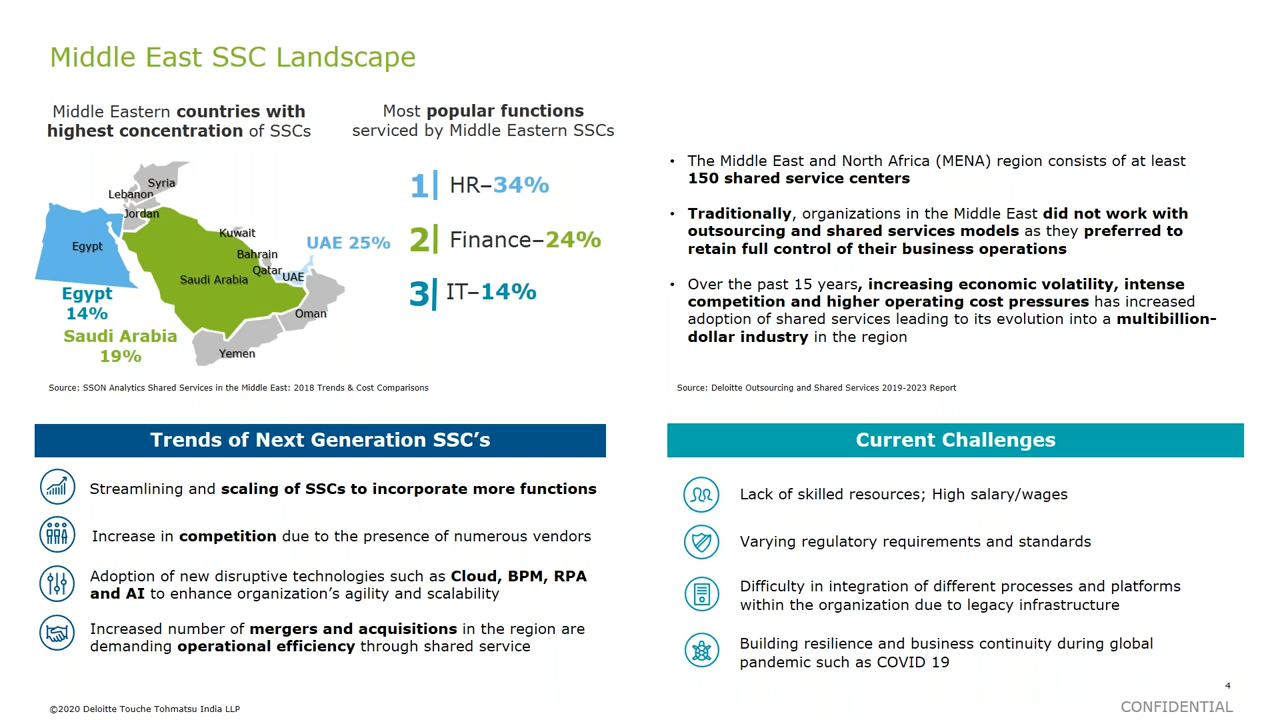 Middle East SSC Landscape
Middle Eastern countries with
highest concentration of SSCs
Syria
Lebanon
Jordan
Kuwait
Egypt
Bahrain
UAE 25%
Qatar
UAE
Saudi Arabia
Egypt
14%
Oman
Saudi Arabia
19%
Yemen
Most popular functions
serviced by Middle Eastern SSCs
1| HR–34%
2| Finance–24%
3| IT–14%
Source: SSON Analytics Shared Services in the Middle East: 2018 Trends & Cost Comparisons
• The Middle East and North Africa (MENA) region consists of at least
150 shared service centers
• Traditionally, organizations in the Middle East did not work with
outsourcing and shared services models as they preferred to
retain full control of their business operations
• Over the past 15 years, increasing economic volatility, intense
competition and higher operating cost pressures has increased
adoption of shared services leading to its evolution into a multibillion-
dollar industry in the region
Source: Deloitte Outsourcing and Shared Services 2019-2023 Report
Trends of Next Generation SSC’s
Streamlining and scaling of SSCs to incorporate more functions
Increase in competition due to the presence of numerous vendors
Adoption of new disruptive technologies such as Cloud, BPM, RPA
and AI to enhance organization’s agility and scalability
Increased number of mergers and acquisitions in the region are
demanding operational efficiency through shared service
Current Challenges
Lack of skilled resources; High salary/wages
Varying regulatory requirements and standards
Difficulty in integration of different processes and platforms
within the organization due to legacy infrastructure
Building resilience and business continuity during global
pandemic such as COVID 19
4
©2020 Deloitte Touche Tohmatsu India LLP
CONFIDENTIAL